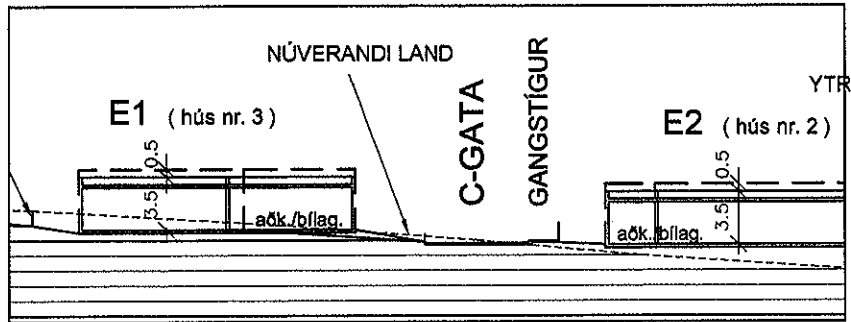 NÚVERANDI LAND
E1 ( hús nr. 3 )
0.5
3.5
aðk./bílag.
C-GATA
GANGSTÍGUR
YTR
E2 ( hús nr. 2 )
0.5
3.5
aðk./bílag.